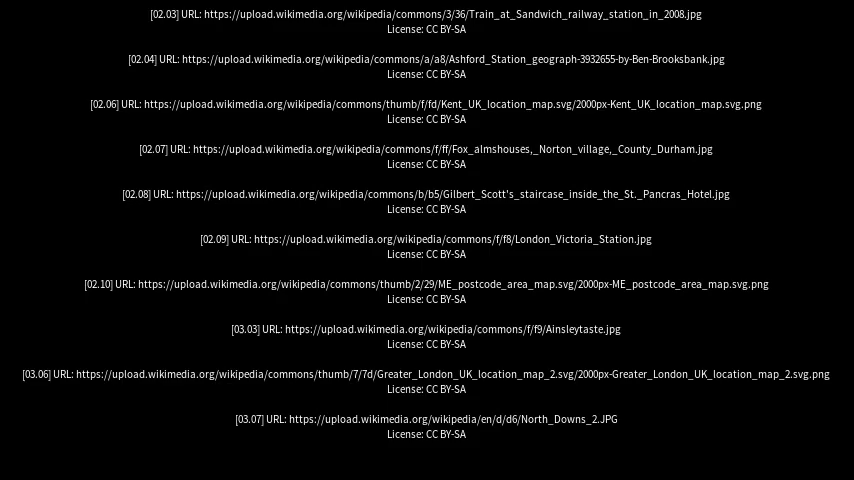 [02.03] URL: https://upload.wikimedia.org/wikipedia/commons/3/36/Train_at_Sandwich_railway_station_in_2008.jpg
License: CC BY-SA
[02.04] URL: https://upload.wikimedia.org/wikipedia/commons/a/a8/Ashford_Station_geograph-3932655-by-Ben-Brooksbank.jpg
License: CC BY-SA
[02.06] URL: https://upload.wikimedia.org/wikipedia/commons/thumb/f/fd/Kent_UK_location_map.svg/2000px-Kent_UK_location_map.svg.png
License: CC BY-SA
[02.07] URL: https://upload.wikimedia.org/wikipedia/commons/f/ff/Fox_almshouses,_Norton_village,_County_Durham.jpg
License: CC BY-SA
[02.08] URL: https://upload.wikimedia.org/wikipedia/commons/b/b5/Gilbert_Scott's_staircase_inside_the_St._Pancras_Hotel.jpg
License: CC BY-SA
[02.09] URL: https://upload.wikimedia.org/wikipedia/commons/f/f8/London_Victoria_Station.jpg
License: CC BY-SA
[02.10] URL: https://upload.wikimedia.org/wikipedia/commons/thumb/2/29/ME_postcode_area_map.svg/2000px-ME_postcode_area_map.svg.png
License: CC BY-SA
[03.03] URL: https://upload.wikimedia.org/wikipedia/commons/f/f9/Ainsleytaste.jpg
License: CC BY-SA
[03.06] URL: https://upload.wikimedia.org/wikipedia/commons/thumb/7/7d/Greater_London_UK_location_map_2.svg/2000px-Greater_London_UK_location_map_2.svg.png
License: CC BY-SA
[03.07] URL: https://upload.wikimedia.org/wikipedia/en/d/d6/North_Downs_2.JPG
License: CC BY-SA